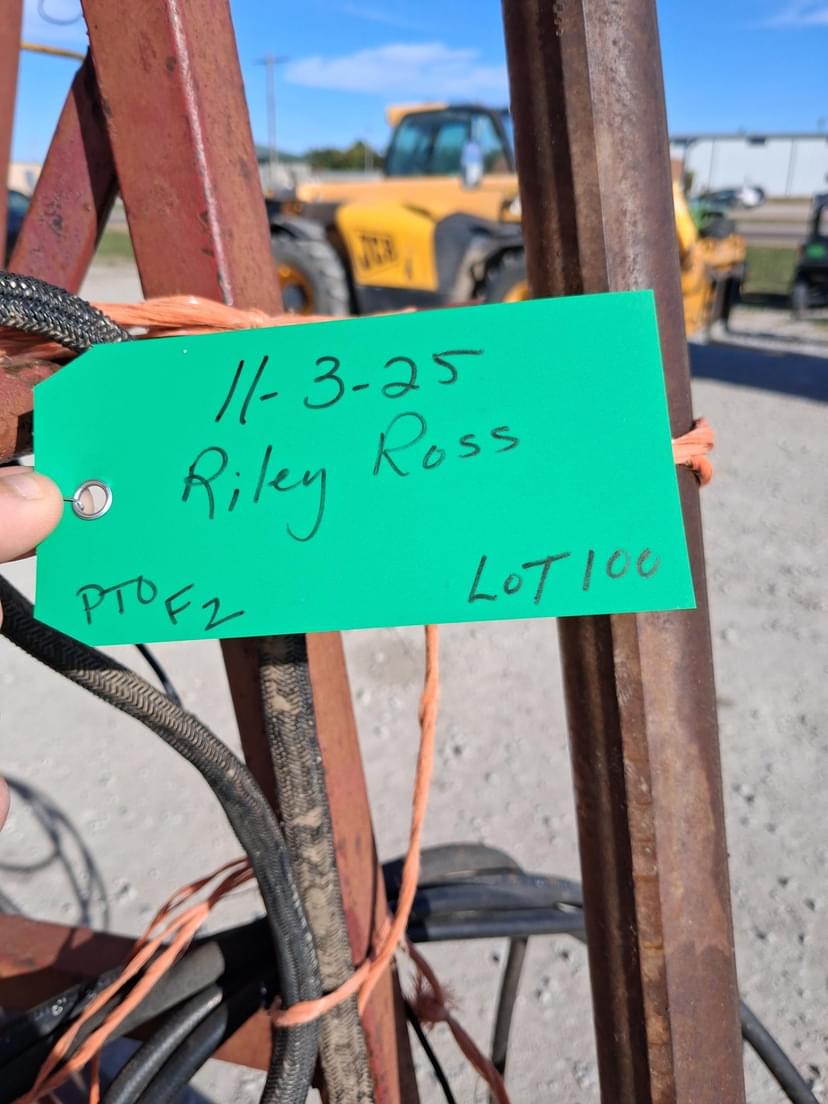 JCB
11-3-25
Riley Ross
PTO F2
LOT 100